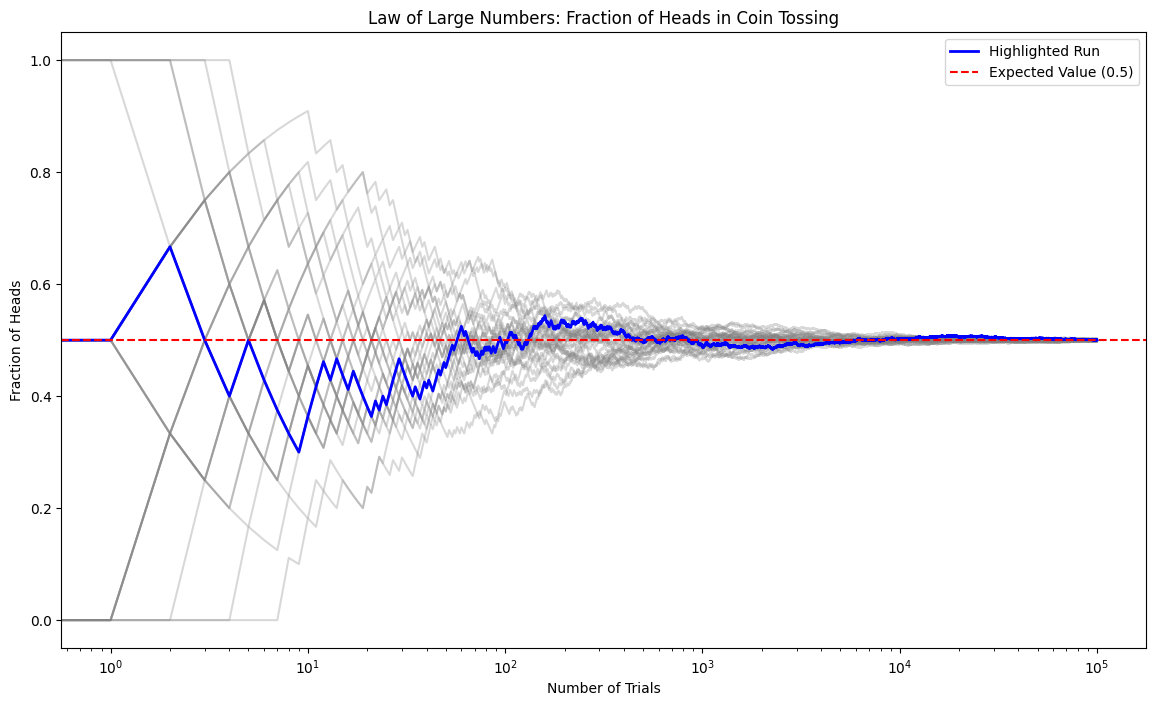 Law of Large Numbers: Fraction of Heads in Coin Tossing
Highlighted Run
Expected Value (0.5)
Fraction of Heads
1.0
0.8
0.6
0.4
0.2
0.0
10⁰ 10¹ 10² 10³ 10⁴ 10⁵
Number of Trials